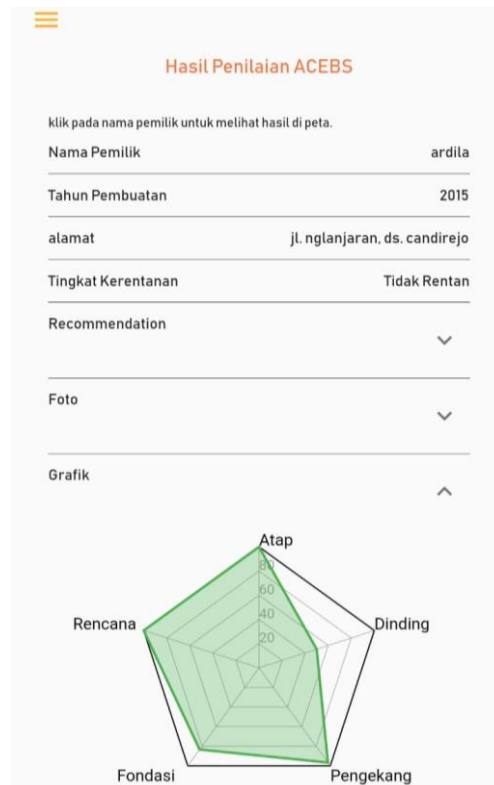 Hasil Penilaian ACEBS
klik pada nama pemilik untuk melihat hasil di peta.
Nama Pemilik ardila
Tahun Pembuatan 2015
alamat jl. nglanjaran, ds. candirejo
Tingkat Kerentanan Tidak Rentan
Recommendation
Foto
Grafik
Atap
80
60
40
20
Rencana
Dinding
Fondasi
Pengekang